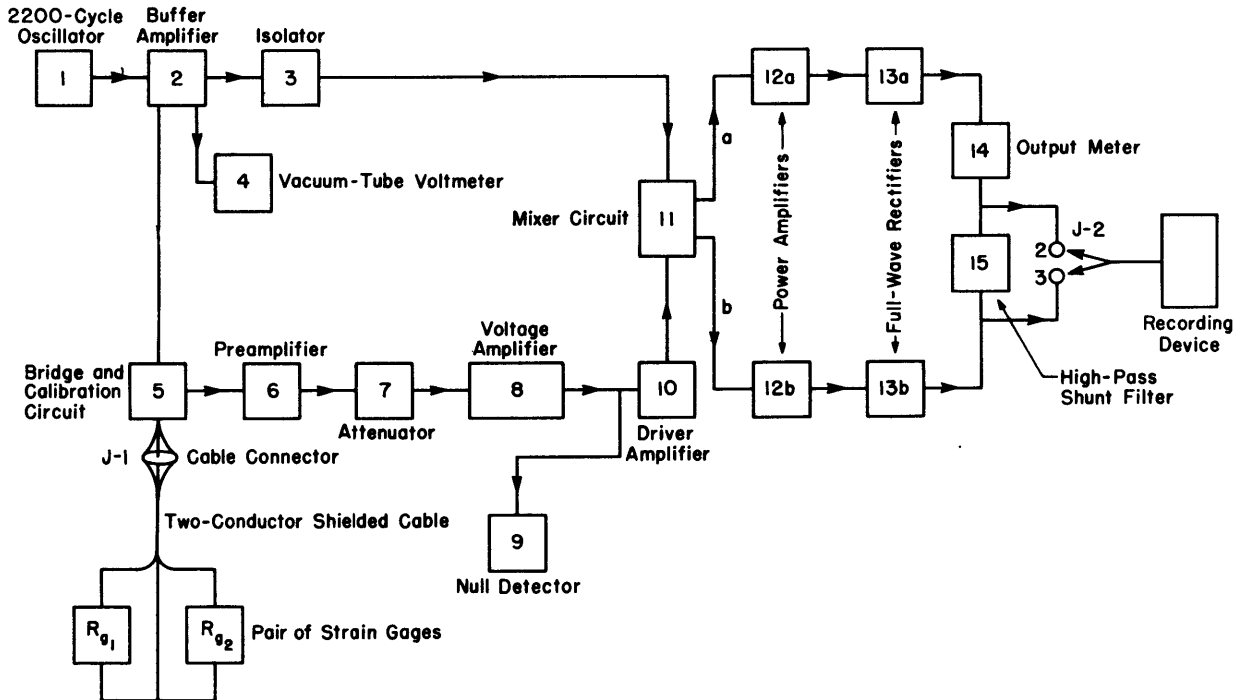 2200-Cycle
Oscillator
Buffer
Amplifier
Isolator
1
2
3
4
Vacuum-Tube Voltmeter
12a
13a
14
Output Meter
a
Mixer Circuit
11
b
Power Amplifiers
Full-Wave Rectifiers
J-2
2
3
15
Recording
Device
High-Pass
Shunt Filter
Bridge and
Calibration
Circuit
5
Preamplifier
6
7
Attenuator
Voltage
Amplifier
8
10
Driver
Amplifier
12b
13b
J-1
Cable Connector
Two-Conductor Shielded Cable
9
Null Detector
Rg1
Rg2
Pair of Strain Gages